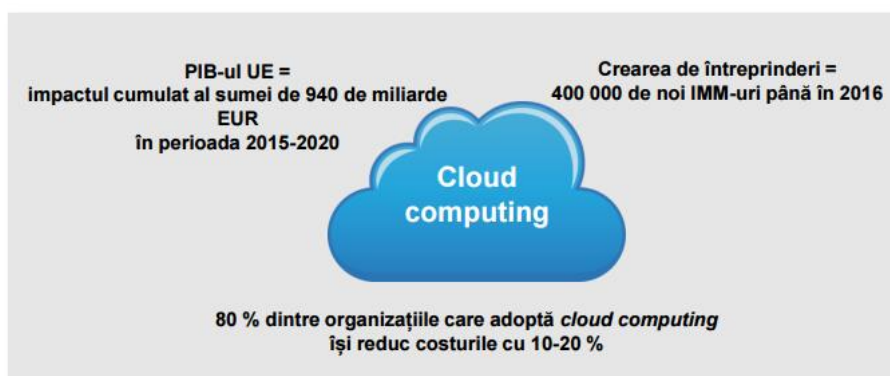 PIB-ul UE =
impactul cumulat al sumei de 940 de miliarde
EUR
în perioada 2015-2020
Crearea de întreprinderi =
400 000 de noi IMM-uri până în 2016
Cloud
computing
80 % dintre organizațiile care adoptă cloud computing
își reduc costurile cu 10-20 %